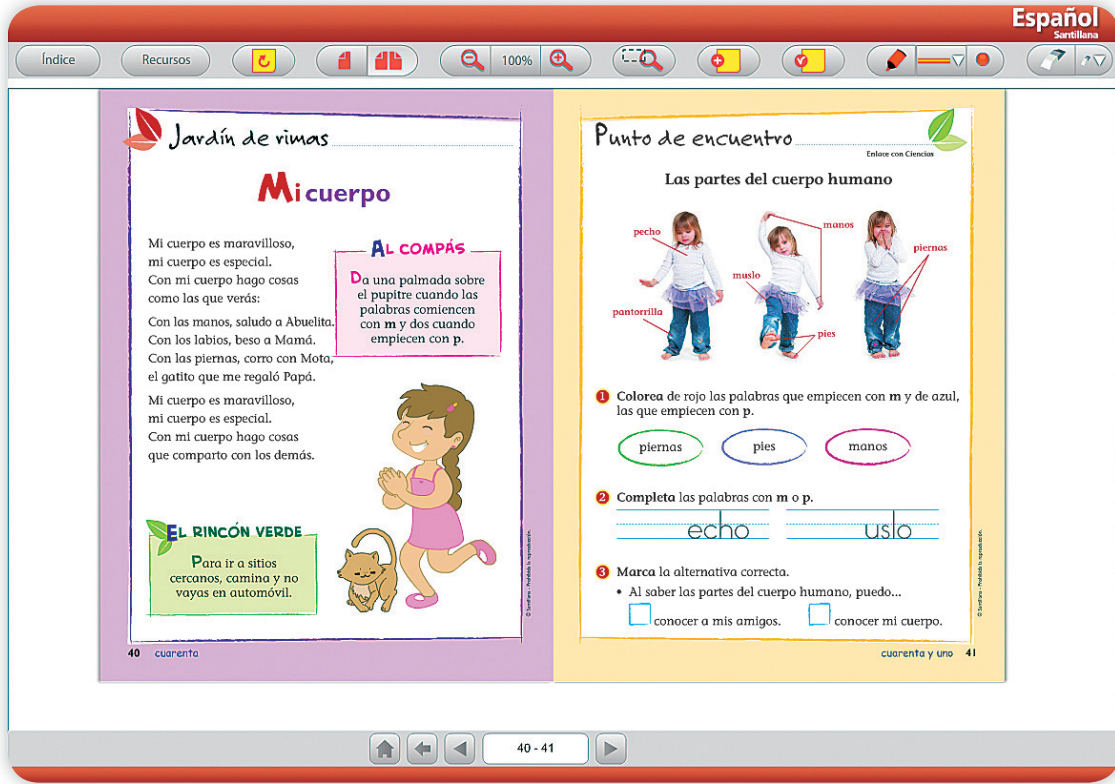 Español
Santillana
Índice
Recursos
100%
Jardín de rimas
Mi cuerpo
Mi cuerpo es maravilloso,
mi cuerpo es especial.
Con mi cuerpo hago cosas
como las que verás:
Con las manos, saludo a Abuelita.
Con los labios, beso a Mamá.
Con las piernas, corro con Mota,
el gatito que me regaló Papá.
Mi cuerpo es maravilloso,
mi cuerpo es especial.
Con mi cuerpo hago cosas
que comparto con los demás.
AL COMPÁS
Da una palmada sobre
el pupitre cuando las
palabras comiencen
con m y dos cuando
empiecen con p.
EL RINCÓN VERDE
Para ir a sitios
cercanos, camina y no
vayas en automóvil.
© Santillana - Prohibida la reproducción.
40 cuarenta
Punto de encuentro
Enlace con Ciencias
Las partes del cuerpo humano
pecho
manos
piernas
muslo
pantorrilla
pies
1 Colorea de rojo las palabras que empiecen con m y de azul,
las que empiecen con p.
piernas
pies
manos
2 Completa las palabras con m o p.
echo
uslo
3 Marca la alternativa correcta.
• Al saber las partes del cuerpo humano, puedo...
conocer a mis amigos.
conocer mi cuerpo.
© Santillana - Prohibida la reproducción.
cuarenta y uno 41
40 - 41